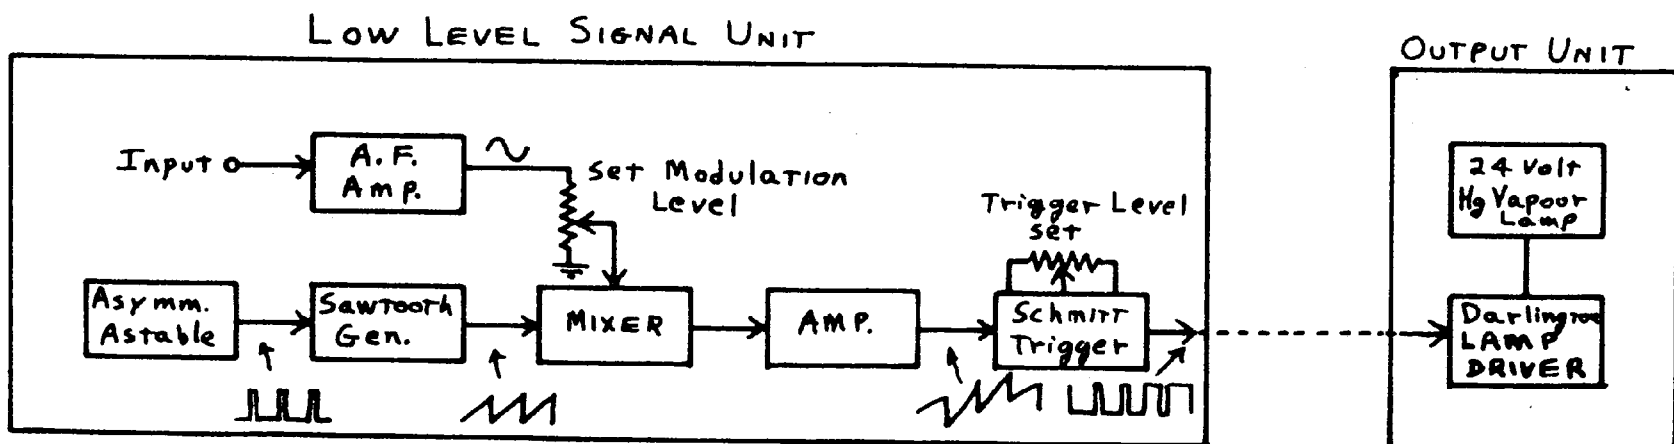 LOW LEVEL SIGNAL UNIT
OUTPUT UNIT
Input
A.F.
Amp.
Set Modulation
Level
Trigger Level
set
24 Volt
Hg Vapour
Lamp
Asymm.
Astable
Sawtooth
Gen.
MIXER
AMP.
Schmitt
Trigger
Darlington
LAMP
DRIVER